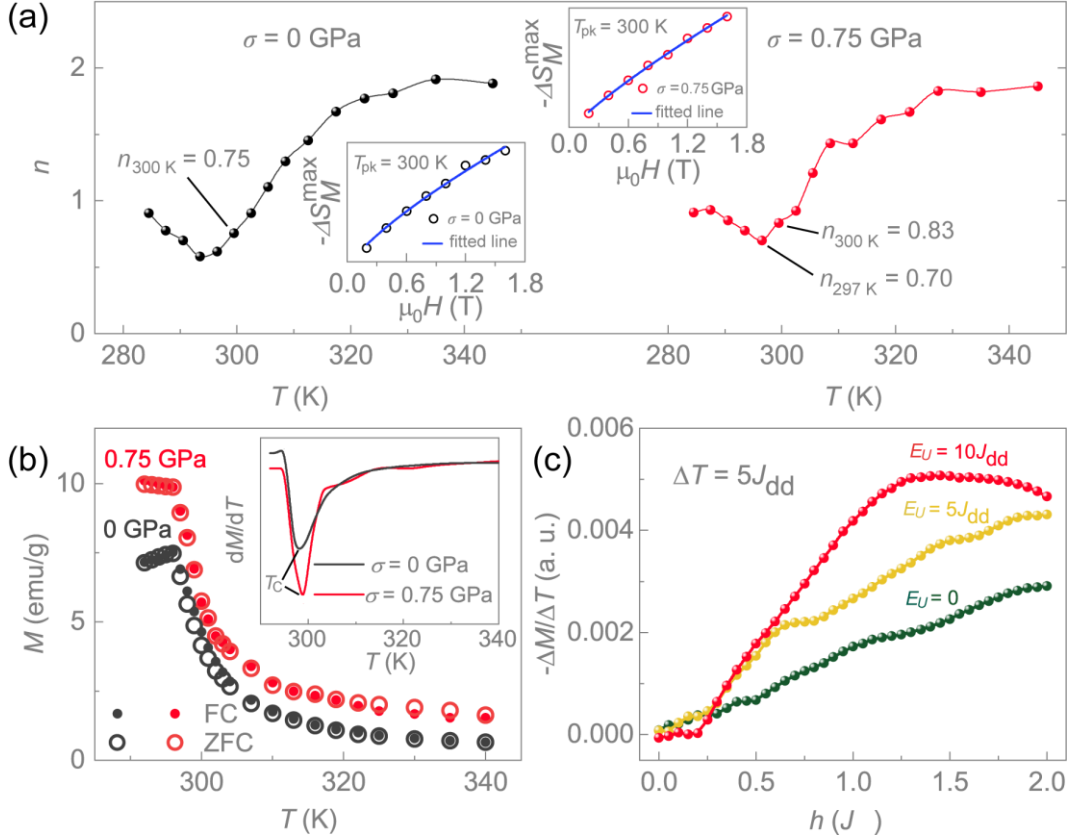 (a)
σ = 0 GPa
σ = 0.75 GPa
n
2
1
0
n300 K = 0.75
280
300
320
340
T (K)
-ΔSMmax
Tpk = 300 K
σ = 0 GPa
fitted line
0.0
0.6
1.2
1.8
μ0H (T)
-ΔSMmax
Tpk = 300 K
σ = 0.75 GPa
fitted line
0.0
0.6
1.2
1.8
μ0H (T)
n300 K = 0.83
n297 K = 0.70
280
300
320
340
T (K)
(b)
0.75 GPa
0 GPa
M (emu/g)
10
5
0
FC
ZFC
300
320
340
T (K)
dM/dT
TC
σ = 0 GPa
σ = 0.75 GPa
300
320
340
T (K)
(c)
ΔT = 5Jdd
EU = 10Jdd
EU = 5Jdd
EU = 0
-ΔM/ΔT (a. u.)
0.006
0.004
0.002
0.000
0.0
0.5
1.0
1.5
2.0
h (J )